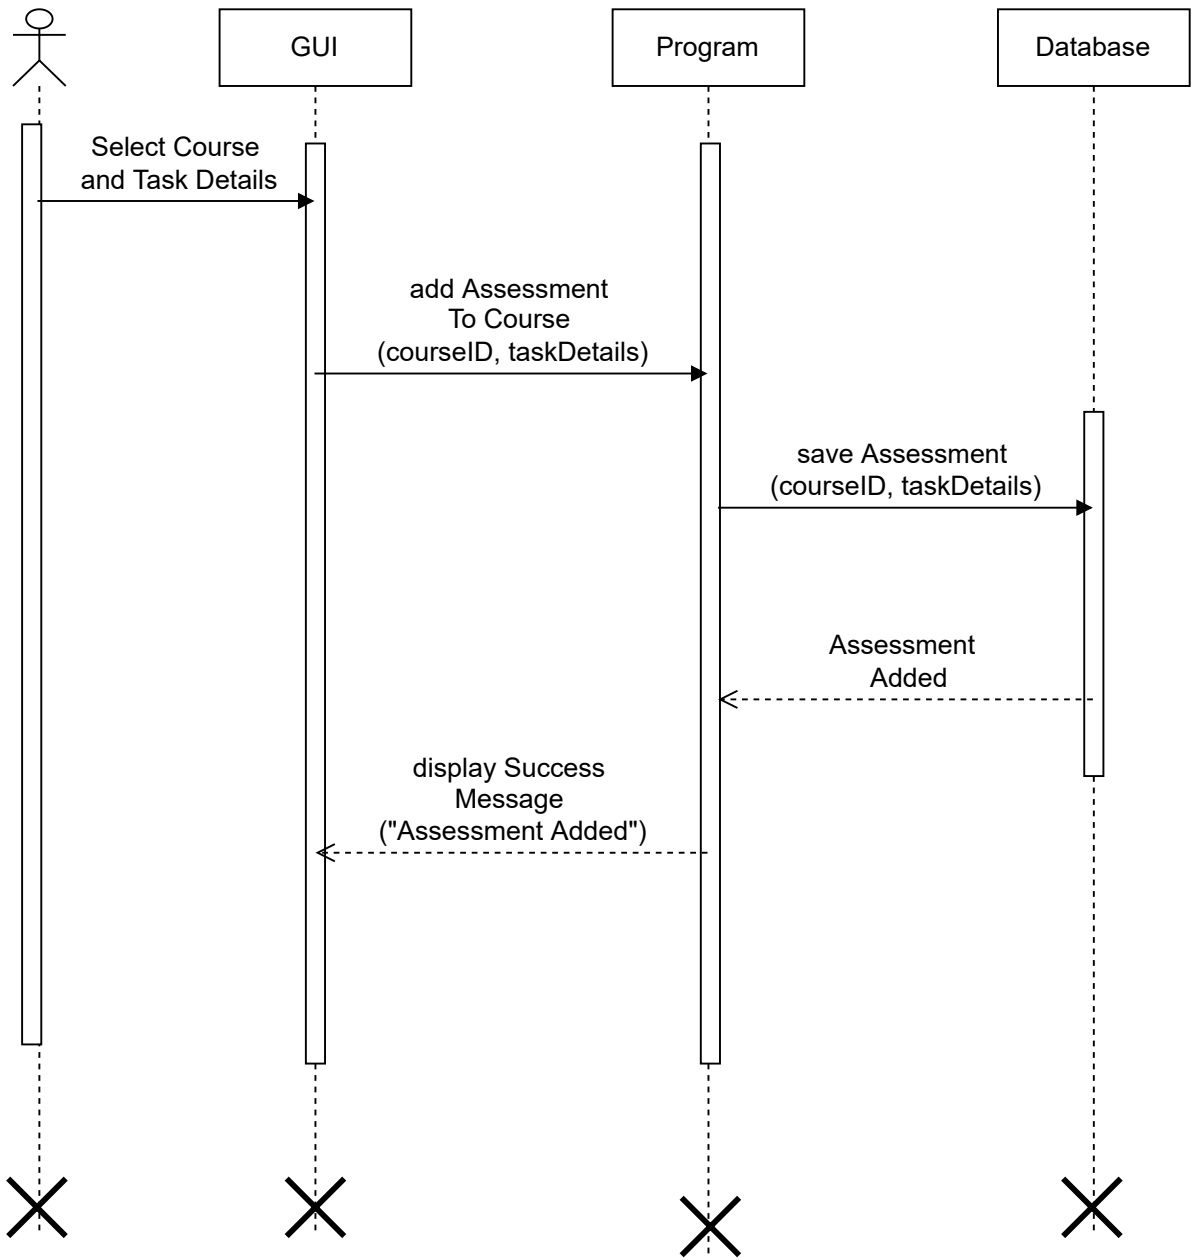 GUI
Program
Database
Select Course
and Task Details
add Assessment
To Course
(courseID, taskDetails)
save Assessment
(courseID, taskDetails)
Assessment
Added
display Success
Message
("Assessment Added")